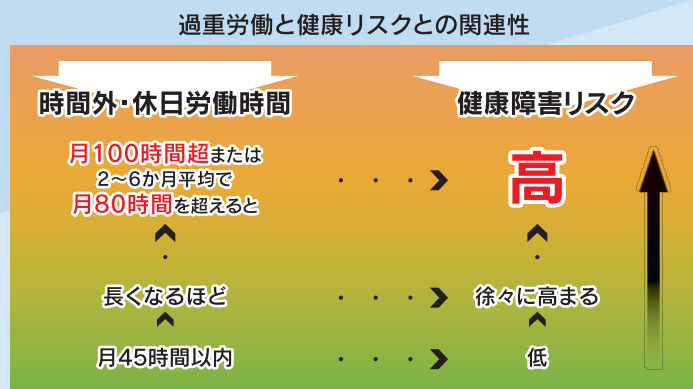 過重労働と健康リスクとの関連性
時間外・休日労働時間
健康障害リスク
月100時間超または
2～6か月平均で
月80時間を超えると
高
長くなるほど
徐々に高まる
月45時間以内
低